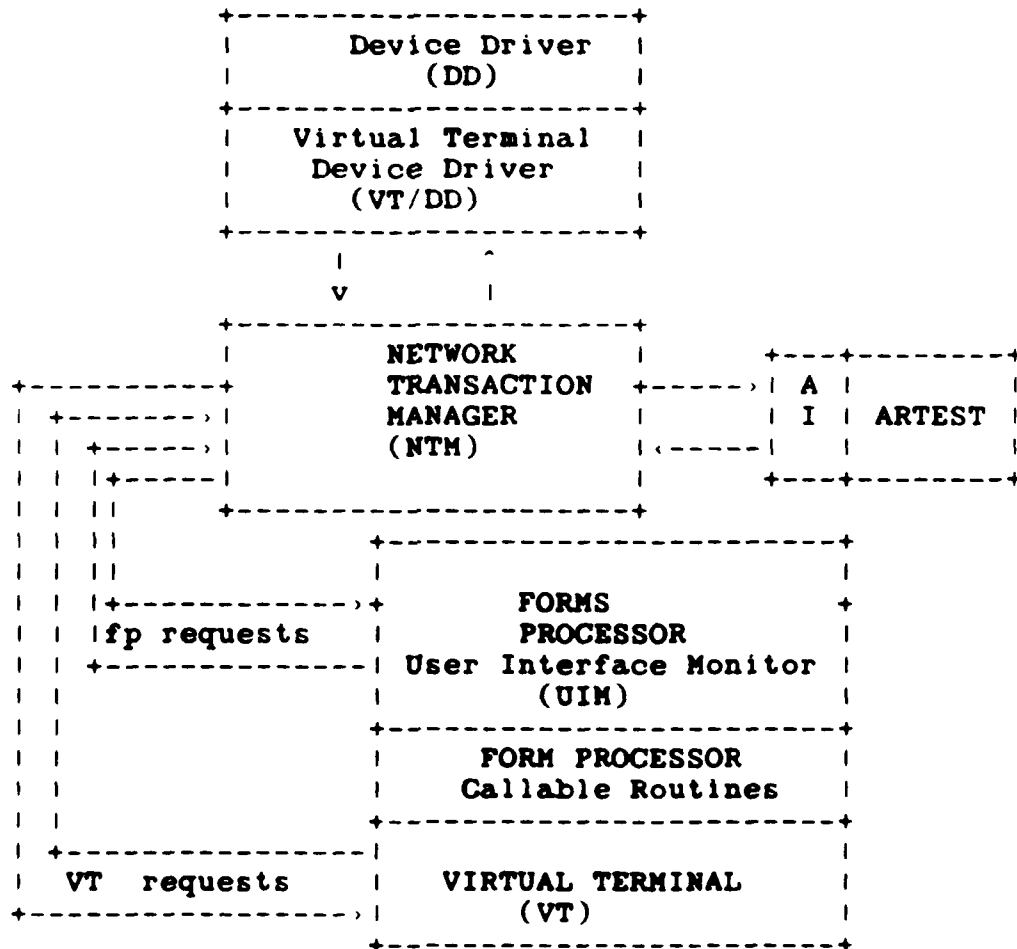 Device Driver
(DD)
Virtual Terminal
Device Driver
(VT/DD)
NETWORK
TRANSACTION
MANAGER
(NTM)
A
I
ARTEST
FORMS
PROCESSOR
User Interface Monitor
(UIM)
fp requests
FORM PROCESSOR
Callable Routines
VT requests
VIRTUAL TERMINAL
(VT)